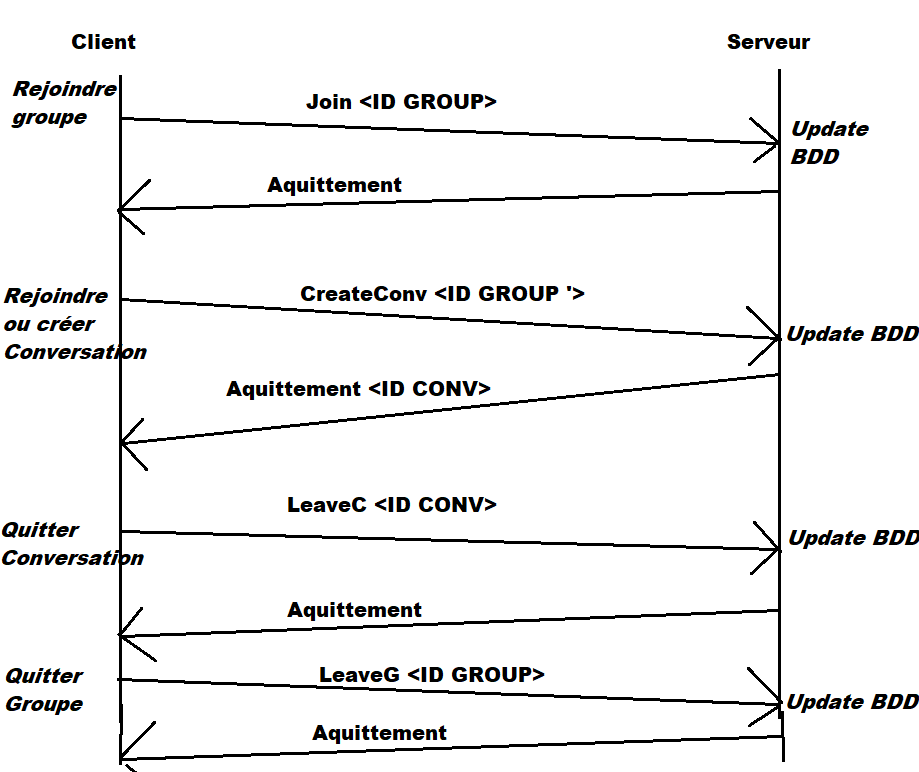 Client
Serveur
Rejoindre
groupe
Join <ID GROUP>
Update
BDD
Aquittement
Rejoindre
ou créer
Conversation
CreateConv <ID GROUP '>
Update BDD
Aquittement <ID CONV>
Quitter
Conversation
LeaveC <ID CONV>
Update BDD
Aquittement
Quitter
Groupe
LeaveG <ID GROUP>
Update BDD
Aquittement